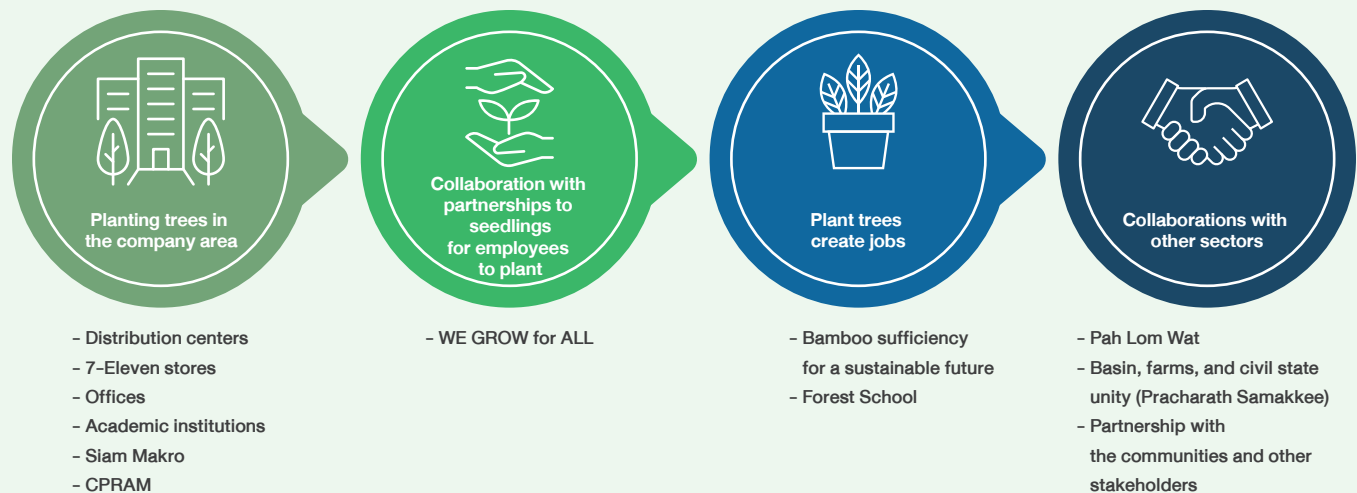 Planting trees in
the company area
Collaboration with
partnerships to
seedlings
for employees
to plant
Plant trees
create jobs
Collaborations with
other sectors
- Distribution centers
- 7-Eleven stores
- Offices
- Academic institutions
- Siam Makro
- CPRAM
- WE GROW for ALL
- Bamboo sufficiency
for a sustainable future
- Forest School
- Pah Lom Wat
- Basin, farms, and civil state
unity (Pracharath Samakkee)
- Partnership with
the communities and other
stakeholders